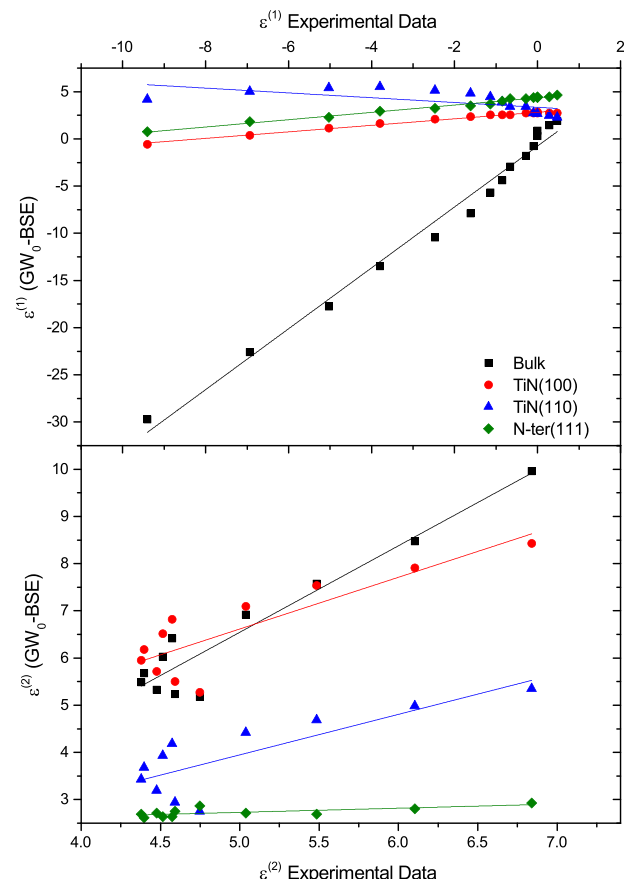 ε(1) Experimental Data
-10 -8 -6 -4 -2 0 2
5
0
-5
-10
-15
-20
-25
-30
ε(1) (GW0-BSE)
Bulk
TiN(100)
TiN(110)
N-ter(111)
10
9
8
7
6
5
4
3
ε(2) (GW0-BSE)
4.0 4.5 5.0 5.5 6.0 6.5 7.0
ε(2) Experimental Data